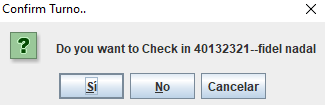 Confirm Turno..
Do you want to Check in 40132321--fidel nadal
Sí
No
Cancelar